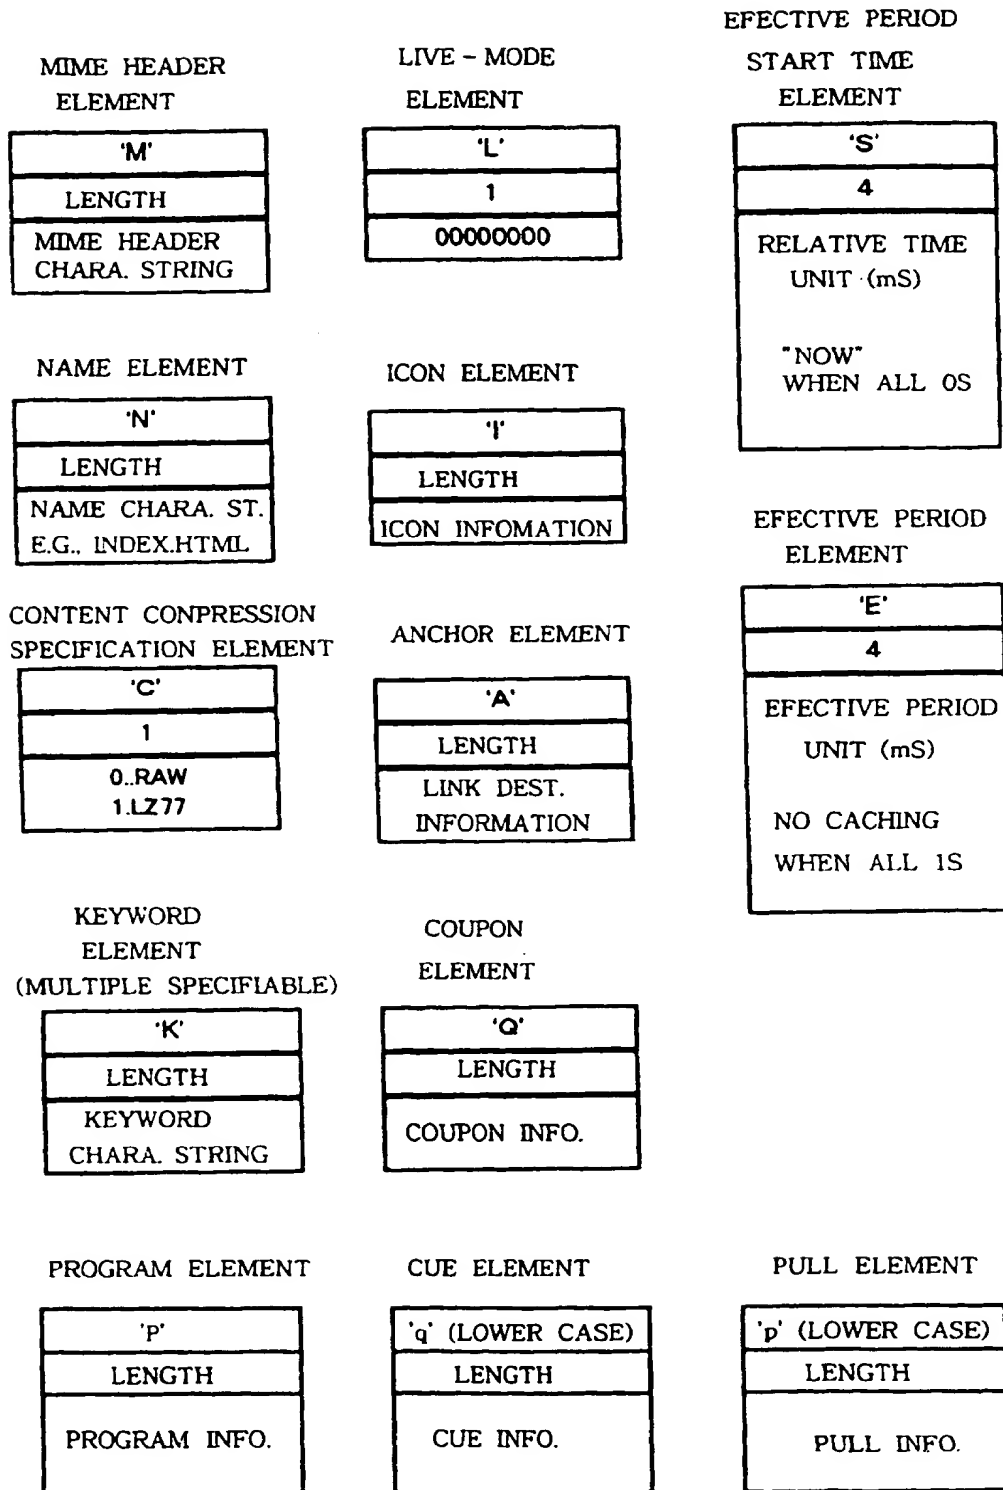 MIME HEADER
ELEMENT
'M'
LENGTH
MIME HEADER
CHARA. STRING
LIVE - MODE
ELEMENT
'L'
1
00000000
EFECTIVE PERIOD
START TIME
ELEMENT
'S'
4
RELATIVE TIME
UNIT (mS)
"NOW"
WHEN ALL 0S
NAME ELEMENT
'N'
LENGTH
NAME CHARA. ST.
E.G., INDEX.HTML
ICON ELEMENT
'I'
LENGTH
ICON INFOMATION
EFECTIVE PERIOD
ELEMENT
'E'
4
EFECTIVE PERIOD
UNIT (mS)
NO CACHING
WHEN ALL 1S
CONTENT CONPRESSION
SPECIFICATION ELEMENT
'C'
1
0..RAW
1.LZ77
ANCHOR ELEMENT
'A'
LENGTH
LINK DEST.
INFORMATION
KEYWORD
ELEMENT
(MULTIPLE SPECIFIABLE)
'K'
LENGTH
KEYWORD
CHARA. STRING
COUPON
ELEMENT
'Q'
LENGTH
COUPON INFO.
PROGRAM ELEMENT
'P'
LENGTH
PROGRAM INFO.
CUE ELEMENT
'q' (LOWER CASE)
LENGTH
CUE INFO.
PULL ELEMENT
'p' (LOWER CASE)
LENGTH
PULL INFO.